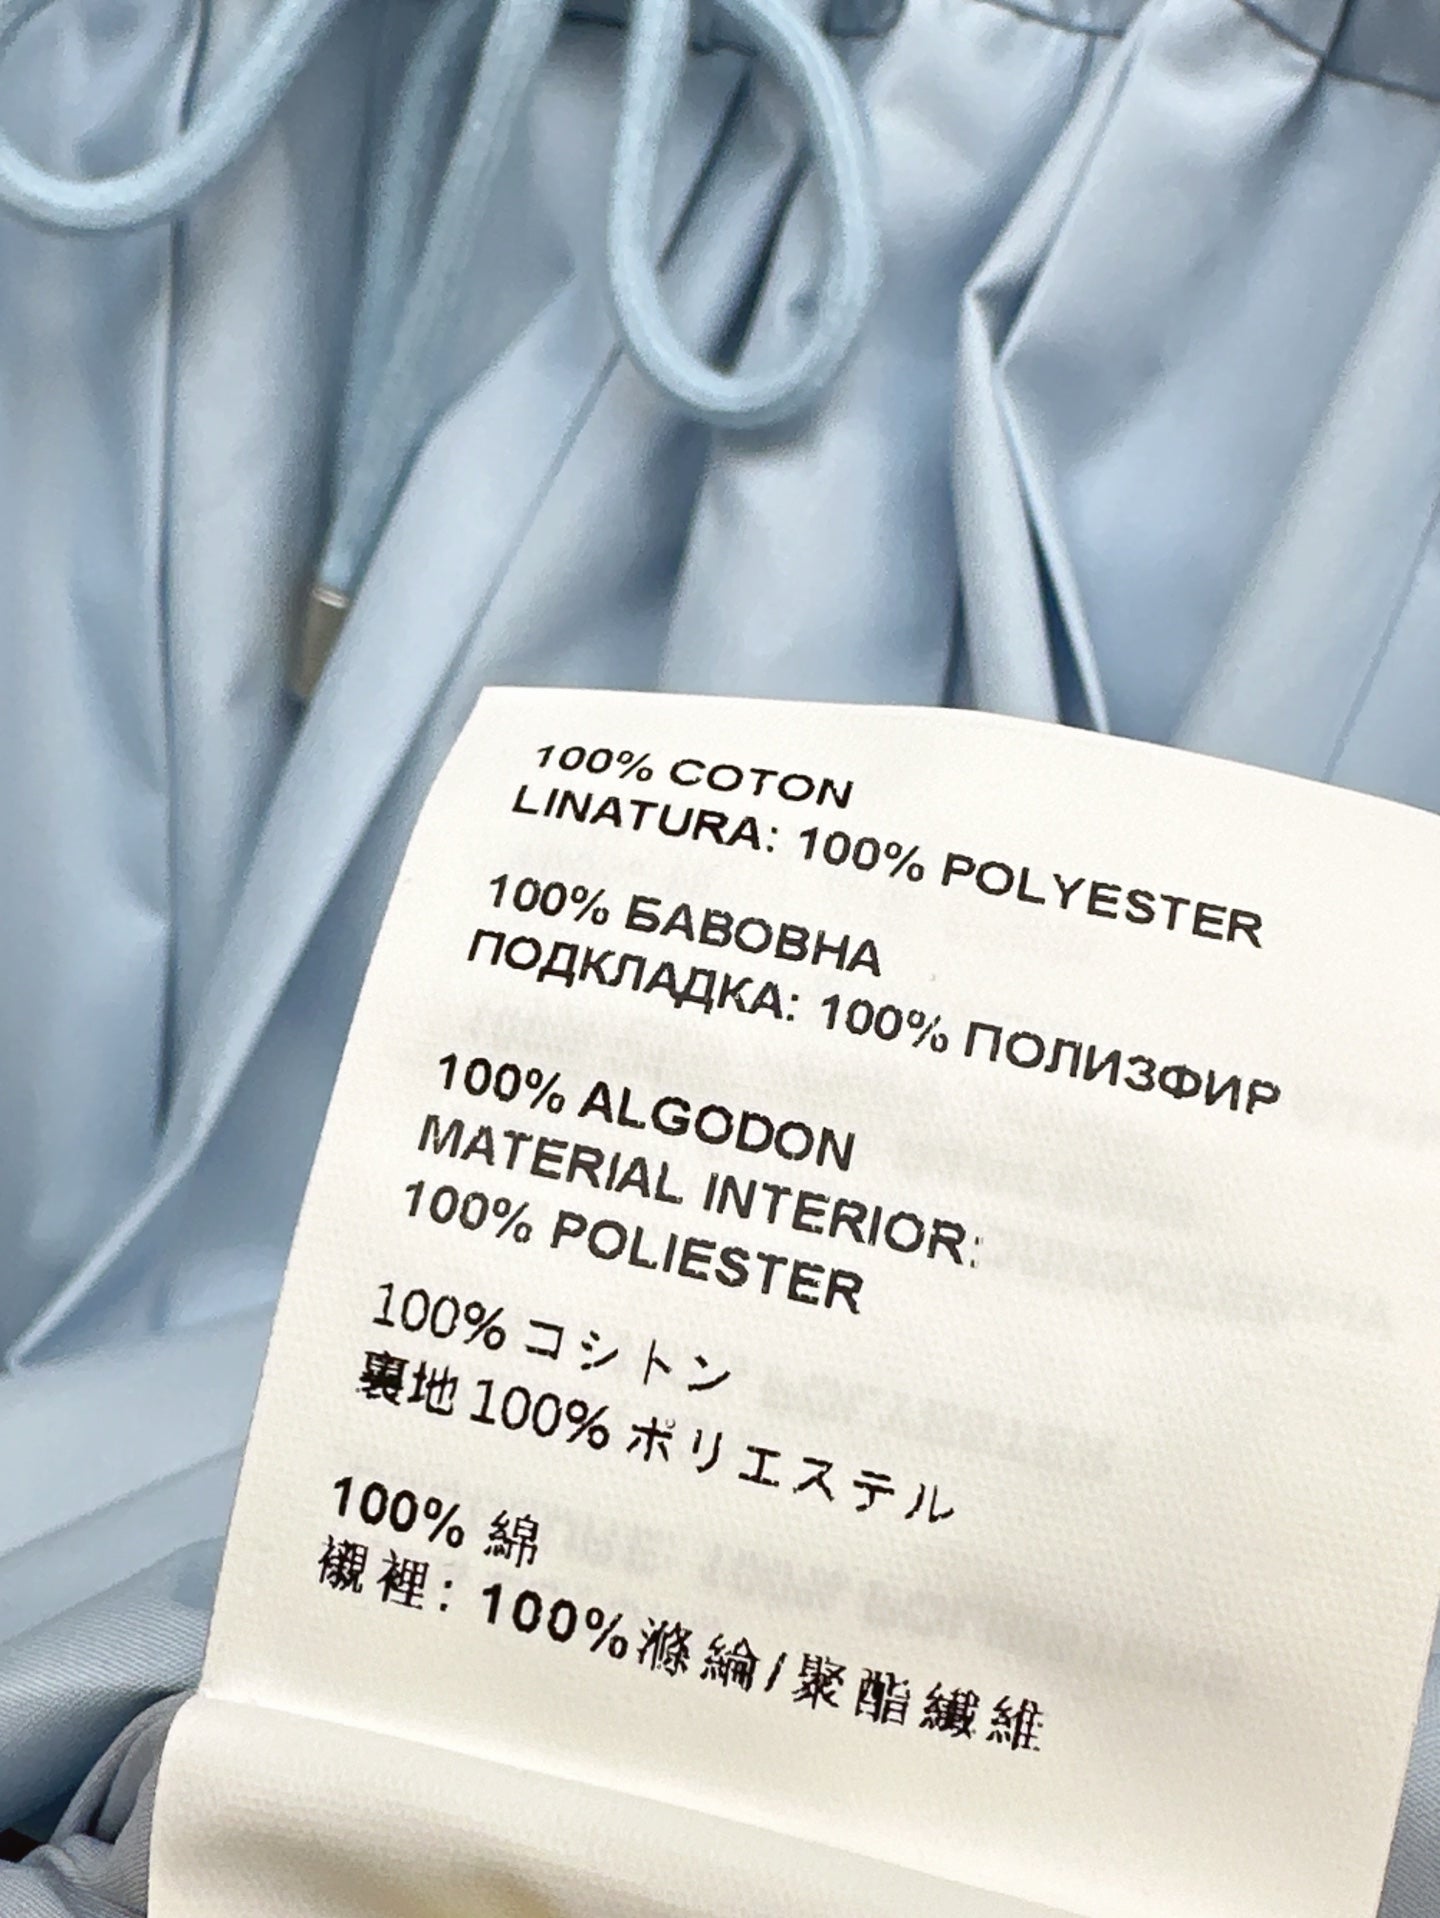 100% COTON
LINATURA: 100% POLYESTER
100% БАВОВНА
ПОДКЛАДКА: 100% ПОЛИЗФИР
100% ALGODON
MATERIAL INTERIOR:
100% POLIESTER
100% コシトン
裏地 100% ポリエステル
100% 綿
襯裡: 100%滌綸/聚酯纖維